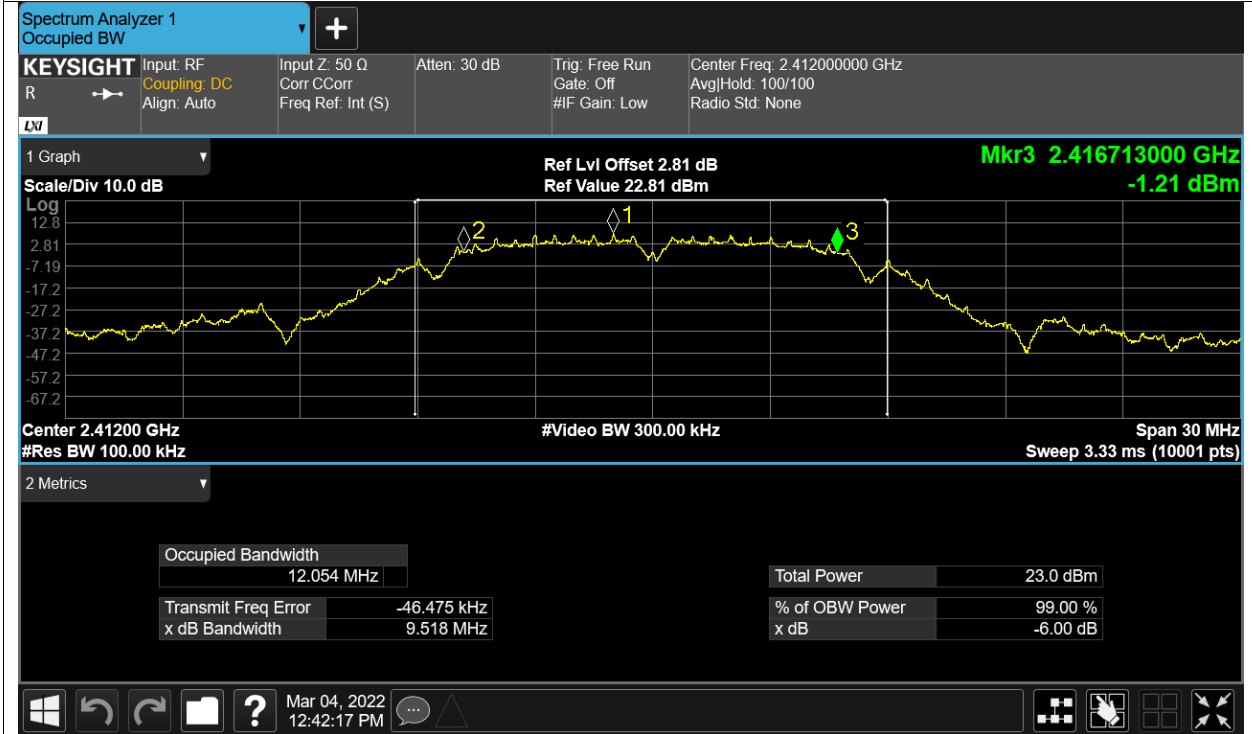 Spectrum Analyzer 1
Occupied BW
▼
+
KEYSIGHT Input: RF Input Z: 50 Ω Atten: 30 dB Trig: Free Run Center Freq: 2.412000000 GHz
R Coupling: DC Corr CCorr Gate: Off Avg|Hold: 100/100
Align: Auto Freq Ref: Int (S) #IF Gain: Low Radio Std: None
LXI
1 Graph ▼ Ref Lvl Offset 2.81 dB Mkr3 2.416713000 GHz
Scale/Div 10.0 dB Ref Value 22.81 dBm -1.21 dBm
Log
12.8
2.81
-7.19
-17.2
-27.2
-37.2
-47.2
-57.2
-67.2
2 1 3
Center 2.41200 GHz #Video BW 300.00 kHz Span 30 MHz
#Res BW 100.00 kHz Sweep 3.33 ms (10001 pts)
2 Metrics ▼
Occupied Bandwidth
12.054 MHz Total Power 23.0 dBm
Transmit Freq Error -46.475 kHz % of OBW Power 99.00 %
x dB Bandwidth 9.518 MHz x dB -6.00 dB
? Mar 04, 2022
12:42:17 PM